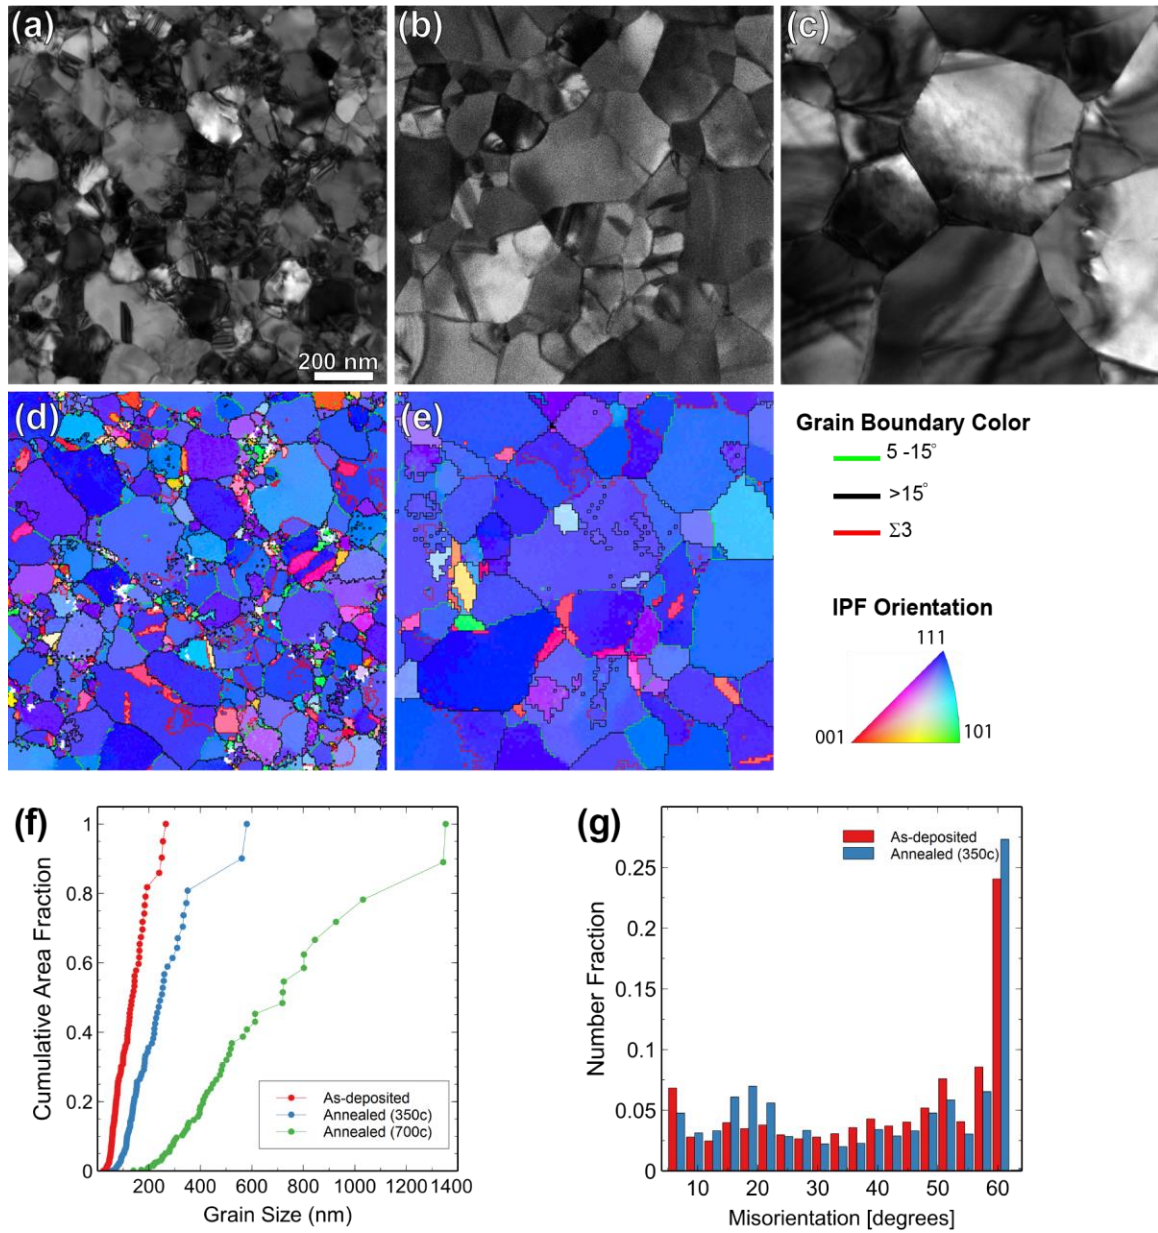 (a)
(b)
(c)
200 nm
(d)
(e)
Grain Boundary Color
5 -15°
>15°
Σ3
IPF Orientation
111
001
101
(f)
1
0.8
0.6
0.4
0.2
0
Cumulative Area Fraction
As-deposited
Annealed (350c)
Annealed (700c)
200 400 600 800 1000 1200 1400
Grain Size (nm)
(g)
As-deposited
Annealed (350c)
0.25
0.2
0.15
0.1
0.05
0
Number Fraction
10 20 30 40 50 60
Misorientation [degrees]